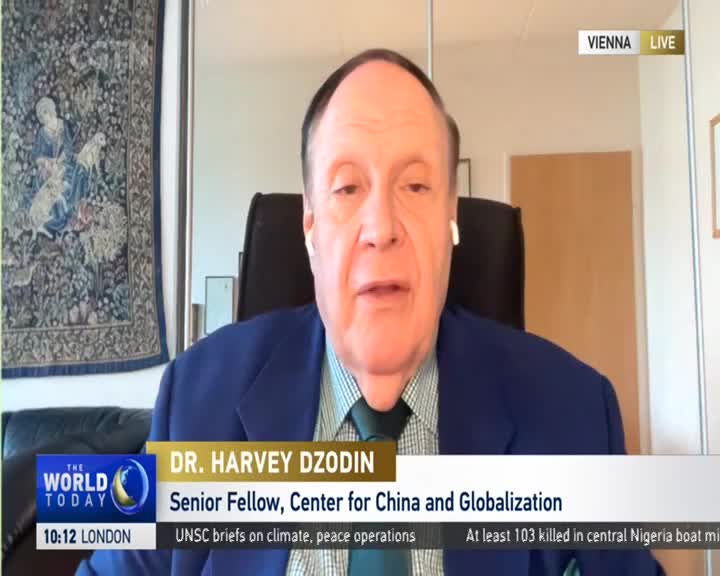 VIENNA LIVE
DR. HARVEY DZODIN
THE WORLD TODAY
Senior Fellow, Center for China and Globalization
10:12 LONDON
UNSC briefs on climate, peace operations At least 103 killed in central Nigeria boat mi